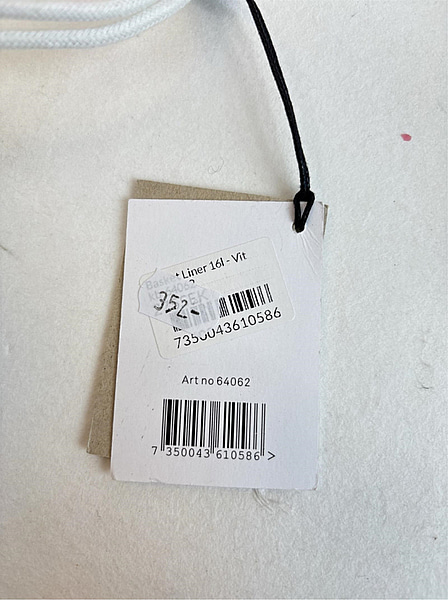 t Liner 16l - Vit
352-
7350043610586
Art no 64062
7 350043 610586 >